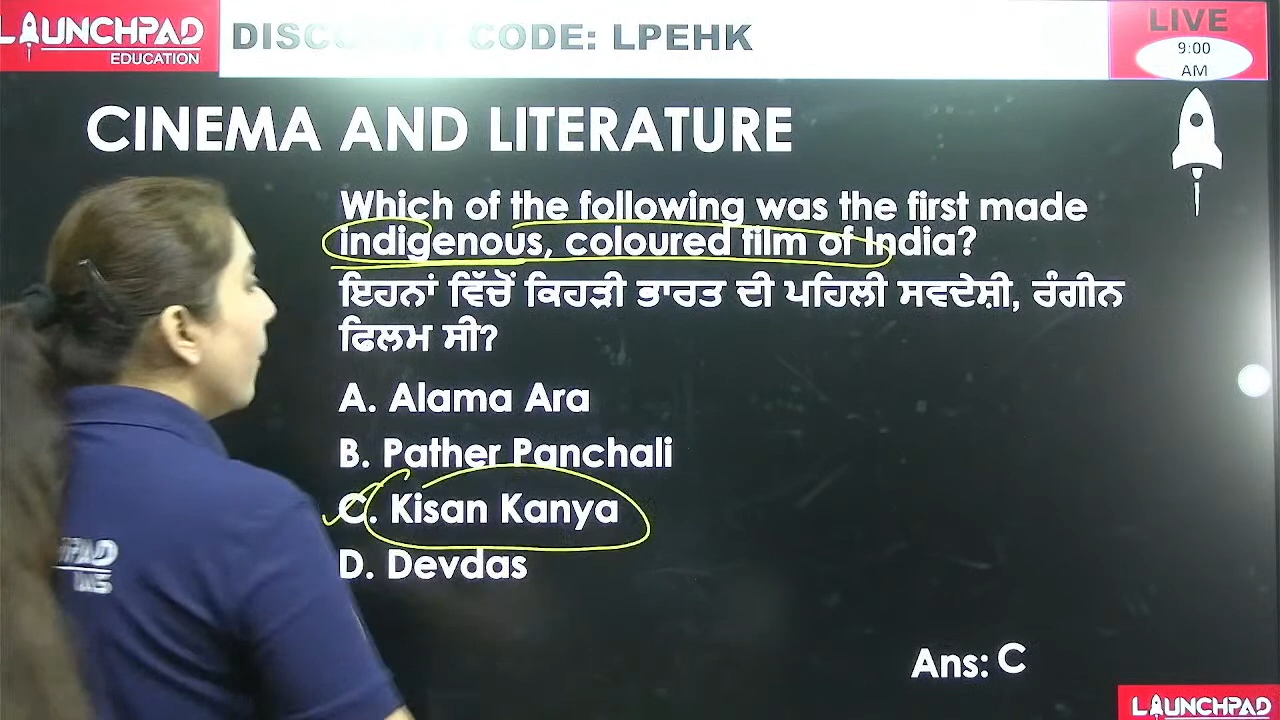 LAUNCHPAD
EDUCATION
DISCOUNT CODE: LPEHK
LIVE
9:00
AM
CINEMA AND LITERATURE
Which of the following was the first made
indigenous, coloured film of India?
ਇਹਨਾਂ ਵਿੱਚੋਂ ਕਿਹੜੀ ਭਾਰਤ ਦੀ ਪਹਿਲੀ ਸਵਦੇਸ਼ੀ, ਰੰਗੀਨ
ਫਿਲਮ ਸੀ?
A. Alama Ara
B. Pather Panchali
C. Kisan Kanya
D. Devdas
Ans: C
LAUNCHPAD